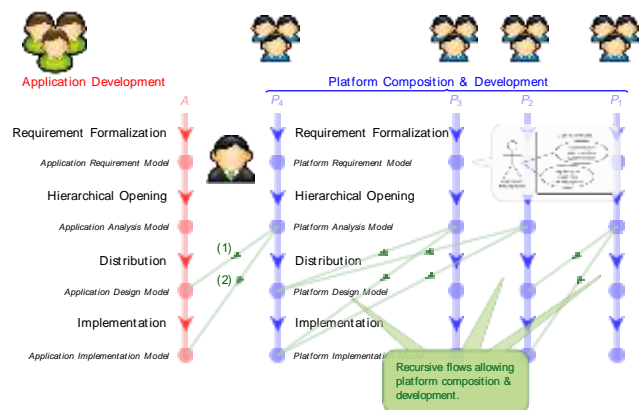 Application Development
Platform Composition & Development
A
P4
P3
P2
P1
Requirement Formalization
Requirement Formalization
Application Requirement Model
Platform Requirement Model
Hierarchical Opening
Hierarchical Opening
Application Analysis Model
Platform Analysis Model
(1)
Distribution
Distribution
(2)
Application Design Model
Platform Design Model
Implementation
Implementation
Application Implementation Model
Platform Implementation
Recursive flows allowing
platform composition &
development.